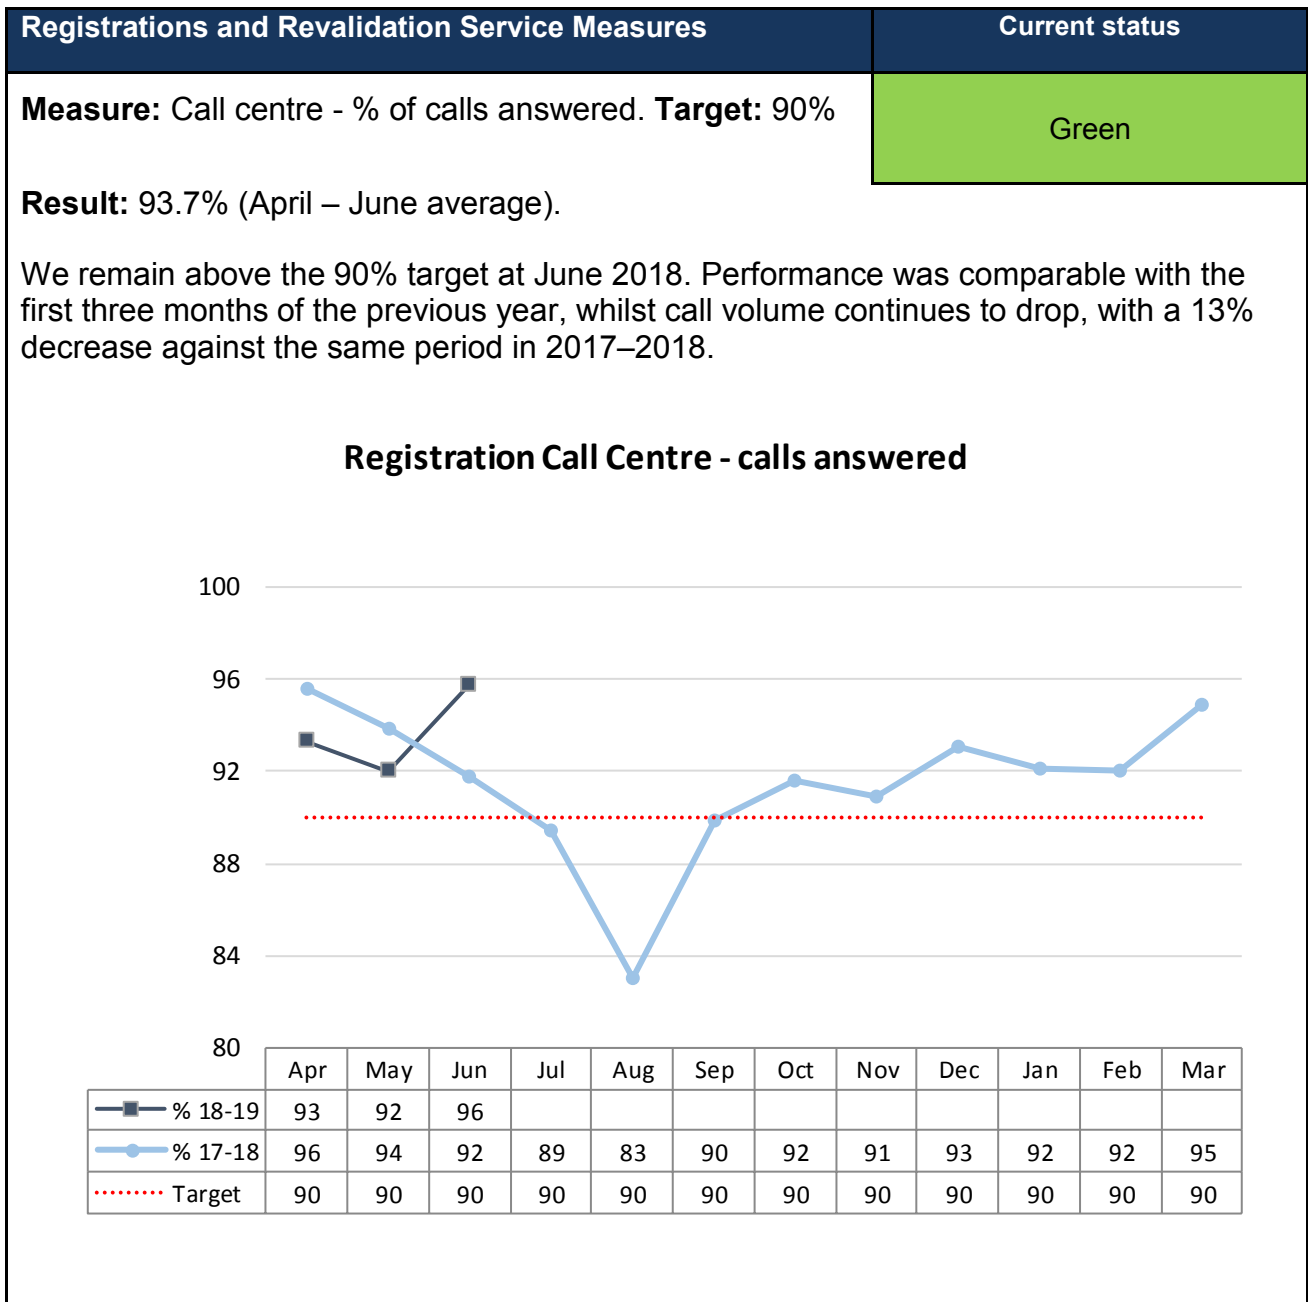 Registrations and Revalidation Service Measures Current status
Measure: Call centre - % of calls answered. Target: 90%
Green
Result: 93.7% (April – June average).
We remain above the 90% target at June 2018. Performance was comparable with the
first three months of the previous year, whilst call volume continues to drop, with a 13%
decrease against the same period in 2017–2018.
Registration Call Centre - calls answered
100
96
92
88
84
80
Apr May Jun Jul Aug Sep Oct Nov Dec Jan Feb Mar
% 18-19 93 92 96
% 17-18 96 94 92 89 83 90 92 91 93 92 92 95
Target 90 90 90 90 90 90 90 90 90 90 90 90